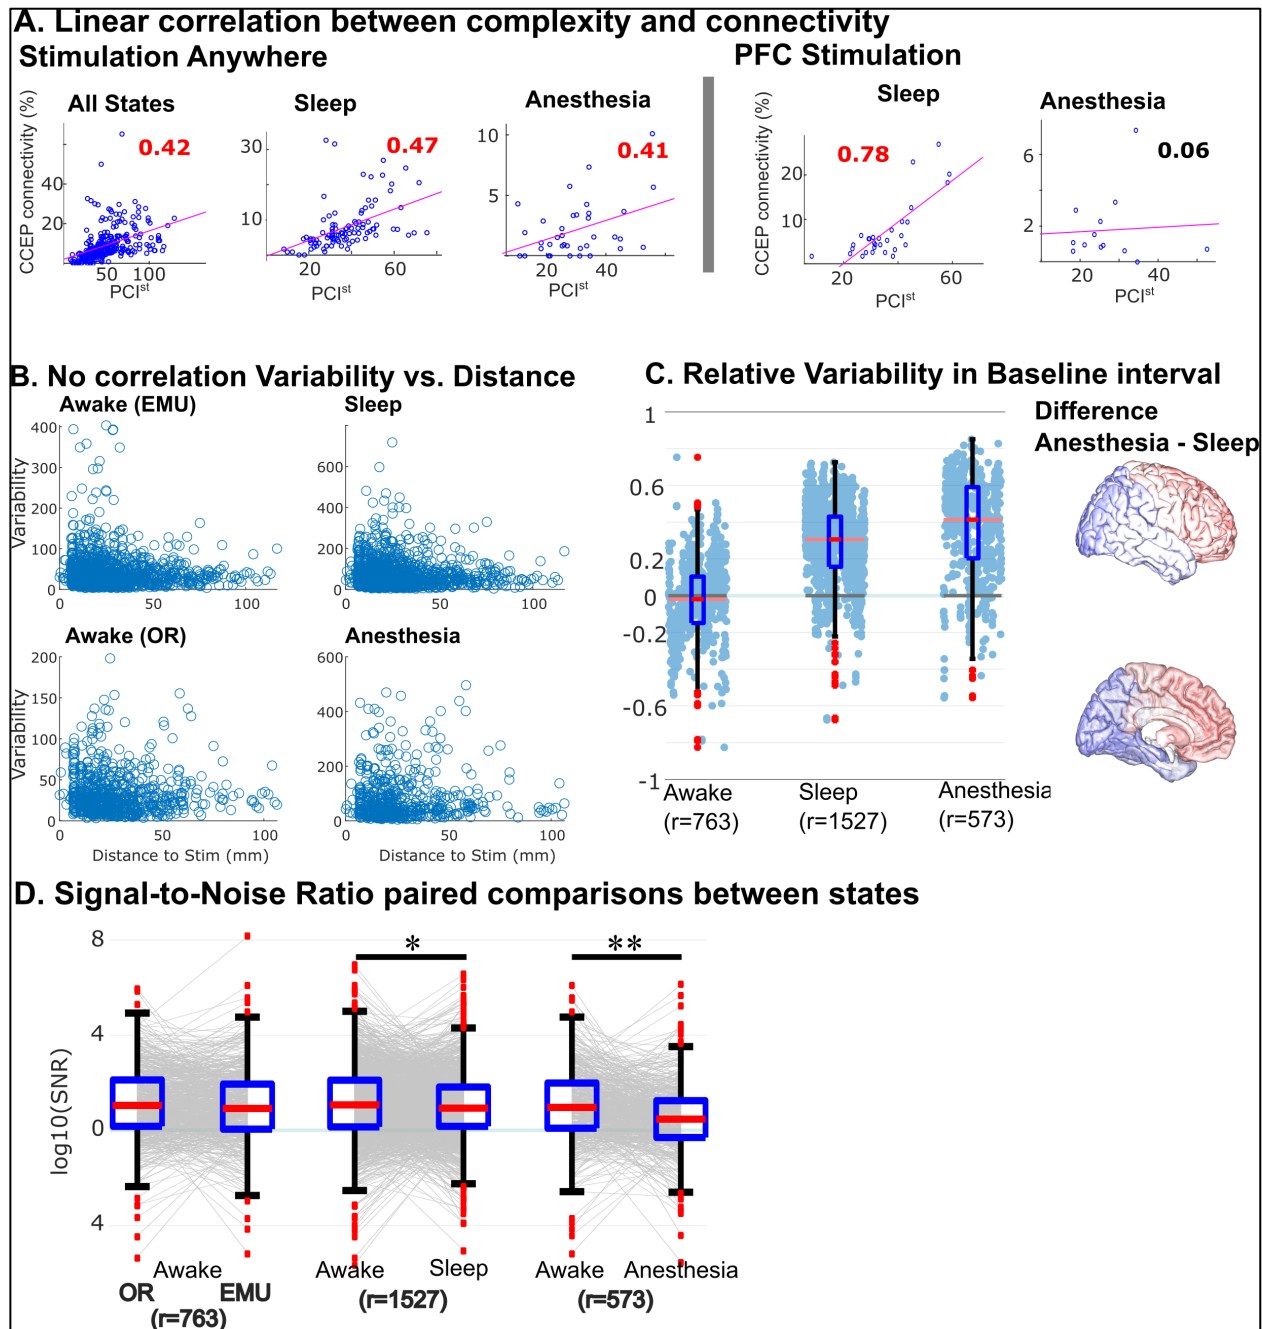 A. Linear correlation between complexity and connectivity
Stimulation Anywhere
PFC Stimulation
All States
Sleep
Anesthesia
Sleep
Anesthesia
CCEP connectivity (%)
40
20
50 100
0.42
PCIst
30
10
20 60
0.47
PCIst
10
5
20 40
0.41
PCIst
CCEP connectivity (%)
20
10
20 60
0.78
PCIst
6
2
20 40
0.06
PCIst
B. No correlation Variability vs. Distance
Awake (EMU)
Variability
400
300
200
100
0
0 50 100
Sleep
600
400
200
0
0 50 100
Awake (OR)
Variability
200
150
100
50
0
0 50 100
Distance to Stim (mm)
Anesthesia
600
400
200
0
0 50 100
Distance to Stim (mm)
C. Relative Variability in Baseline interval
1
0.6
0.2
0
-0.2
-0.6
-1
Awake Sleep Anesthesia
(r=763) (r=1527) (r=573)
Difference
Anesthesia - Sleep
D. Signal-to-Noise Ratio paired comparisons between states
log10(SNR)
8
4
0
4
* **
Awake Awake Sleep Awake Anesthesia
OR EMU
(r=763) (r=1527) (r=573)